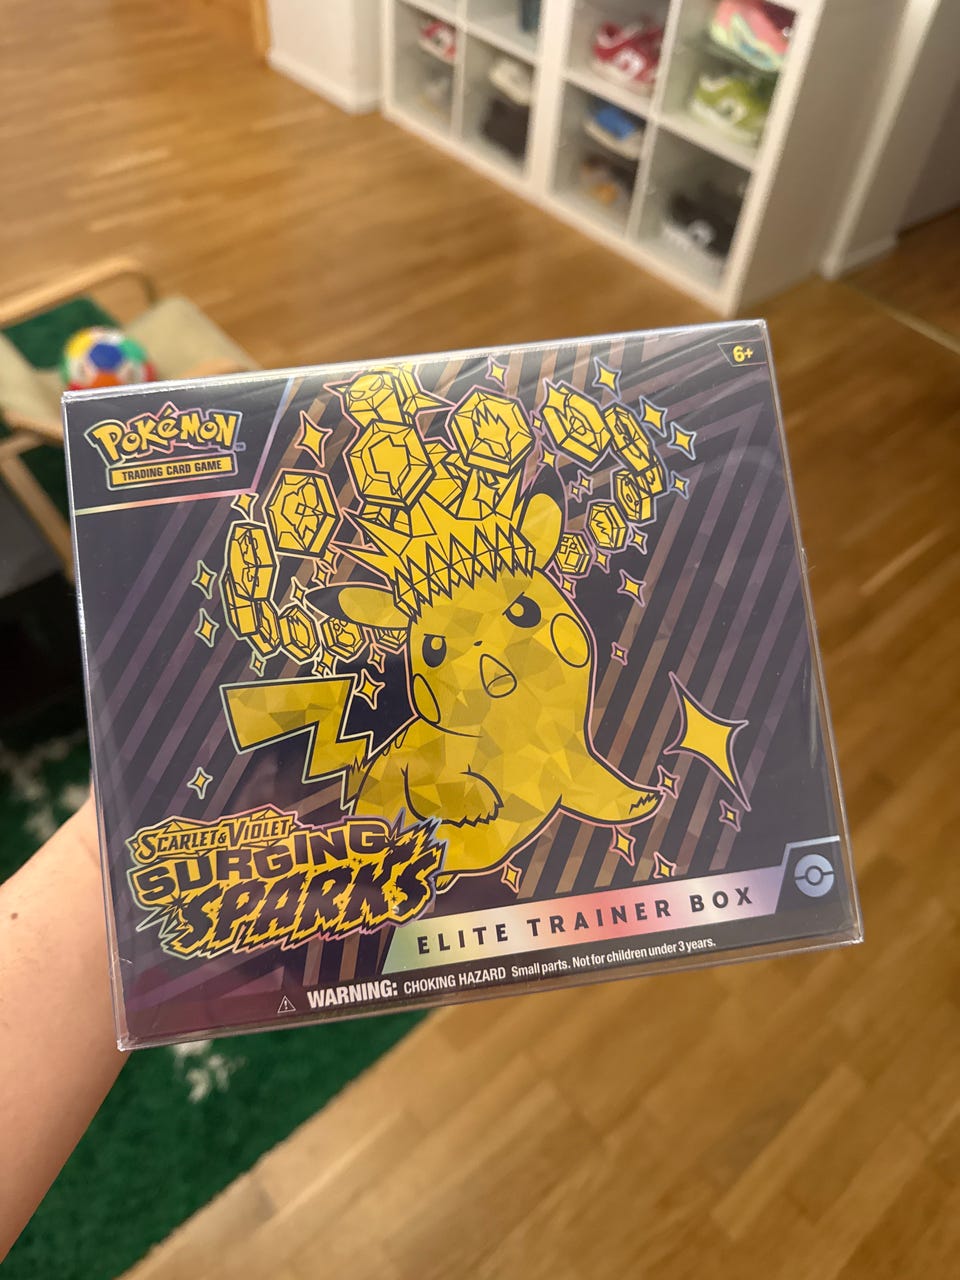 6+
POKéMON
TRADING CARD GAME
SCARLET & VIOLET
SURGING
SPARKS
ELITE TRAINER BOX
WARNING: CHOKING HAZARD Small parts. Not for children under 3 years.